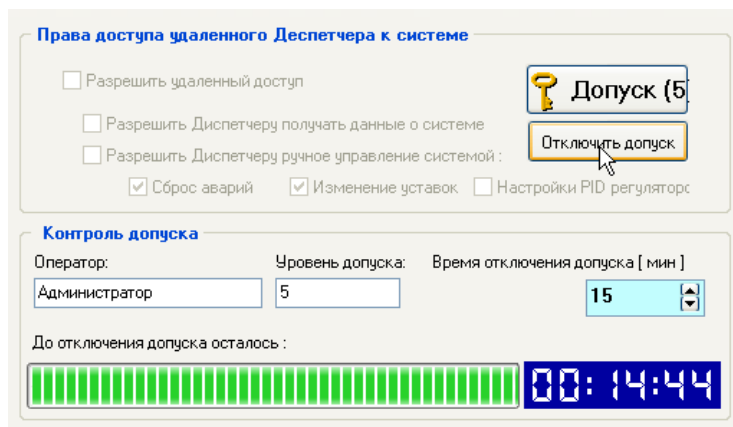 Права доступа удаленного Деспетчера к системе
Разрешить удаленный доступ
Допуск (5
Разрешить Диспетчеру получать данные о системе
Отключить допуск
Разрешить Диспетчеру ручное управление системой :
Сброс аварий Изменение уставок Настройки PID регуляторо
Контроль допуска
Оператор: Уровень допуска: Время отключения допуска [ мин ]
Администратор 5 15
До отключения допуска осталось :
00:14:44